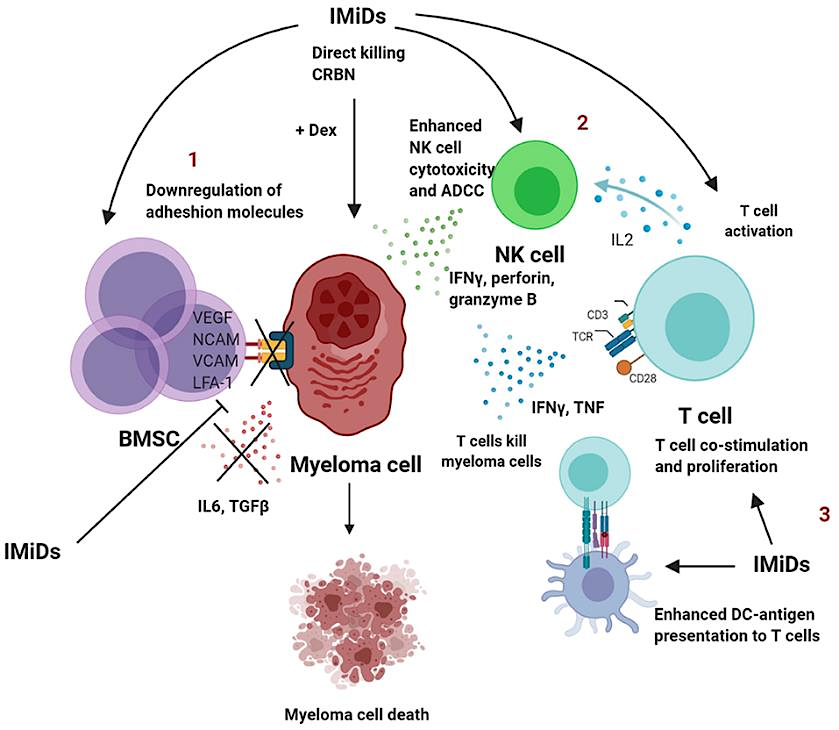 IMiDs
Direct killing
CRBN
+ Dex
1
Downregulation of
adheshion molecules
Enhanced
NK cell
cytotoxicity
and ADCC
2
IL2
T cell
activation
NK cell
IFNγ, perforin,
granzyme B
VEGF
NCAM
VCAM
LFA-1
BMSC
CD3
TCR
CD28
IFNγ, TNF
T cell
T cells kill
myeloma cells
T cell co-stimulation
and proliferation
Myeloma cell
IL6, TGFβ
IMiDs
3
IMiDs
Enhanced DC-antigen
presentation to T cells
Myeloma cell death